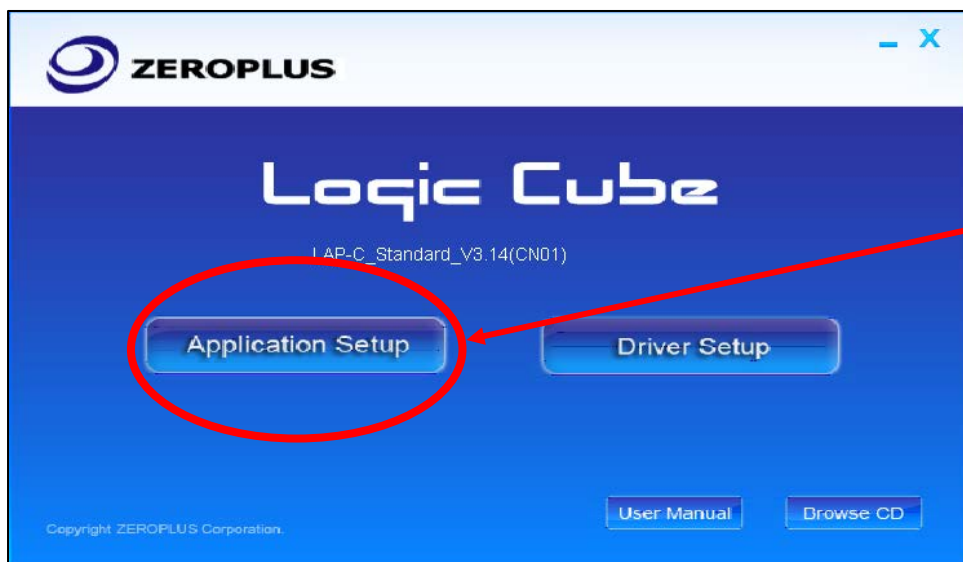 ZEROPLUS
Logic Cube
LAP-C_Standard_V3.14(CN01)
Application Setup
Driver Setup
User Manual
Browse CD
Copyright ZEROPLUS Corporation.